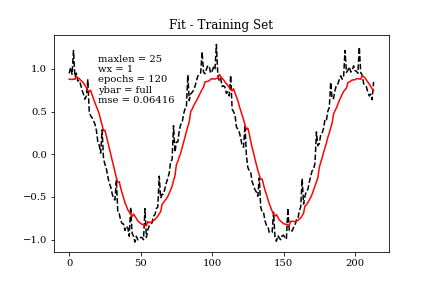 Fit - Training Set
maxlen = 25
wx = 1
epochs = 120
ybar = full
mse = 0.06416
1.0
0.5
0.0
−0.5
−1.0
0 50 100 150 200